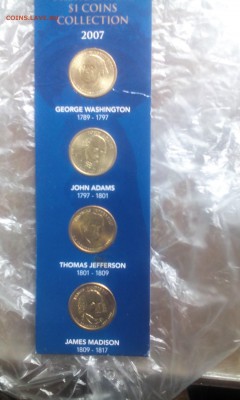 $1 COINS
COLLECTION
2007
GEORGE WASHINGTON
1789 - 1797
JOHN ADAMS
1797 - 1801
THOMAS JEFFERSON
1801 - 1809
JAMES MADISON
1809 - 1817